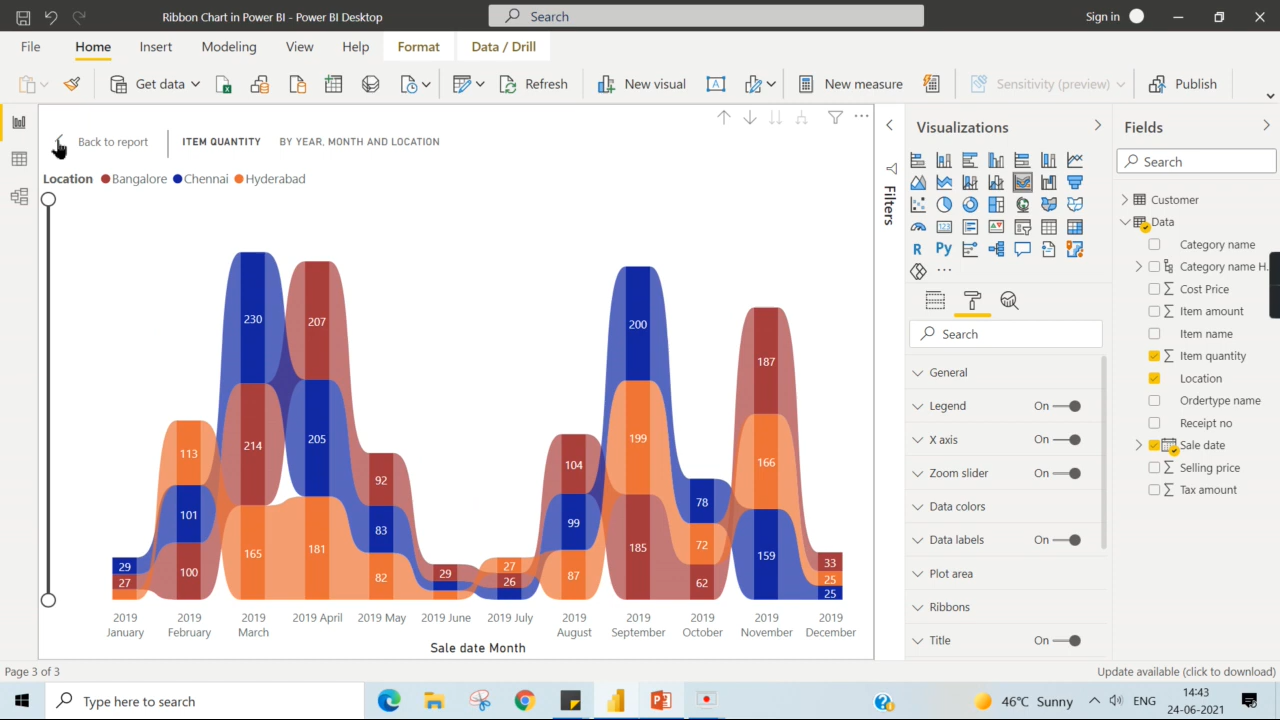 Ribbon Chart in Power BI - Power BI Desktop
Search
Sign in
File Home Insert Modeling View Help Format Data / Drill
Get data Refresh New visual New measure Sensitivity (preview) Publish
Back to report ITEM QUANTITY BY YEAR, MONTH AND LOCATION
Location Bangalore Chennai Hyderabad
230
207
200
187
214
205
199
166
113
101
100
165
181
92
83
82
104
99
87
185
78
72
62
159
29
27
29
27
26
33
25
25
2019 January
2019 February
2019 March
2019 April
2019 May
2019 June
2019 July
2019 August
2019 September
2019 October
2019 November
2019 December
Sale date Month
Filters
Visualizations
R Py
Search
General
Legend On
X axis On
Zoom slider On
Data colors
Data labels On
Plot area
Ribbons
Title On
Fields
Search
Customer
Data
Category name
Category name H.
Cost Price
Item amount
Item name
Item quantity
Location
Ordertype name
Receipt no
Sale date
Selling price
Tax amount
Page 3 of 3
Update available (click to download)
Type here to search
46°C Sunny
ENG
14:43
24-06-2021